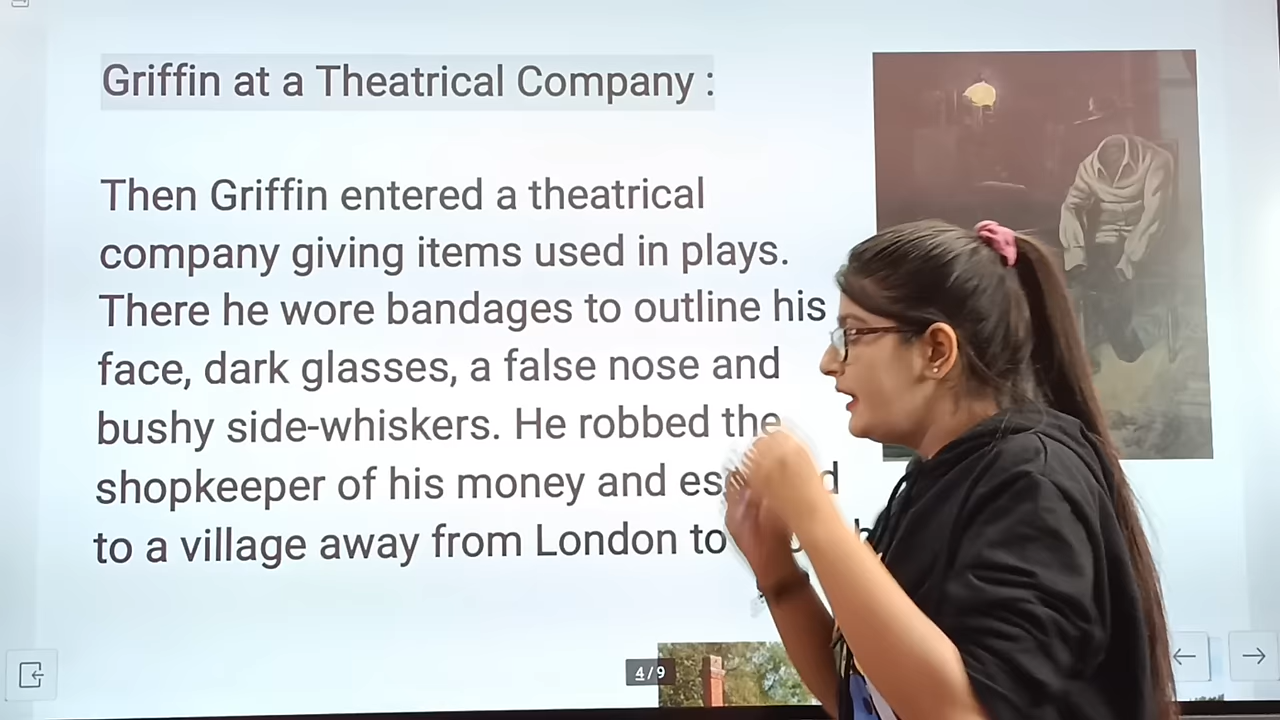 Griffin at a Theatrical Company :
Then Griffin entered a theatrical
company giving items used in plays.
There he wore bandages to outline his
face, dark glasses, a false nose and
bushy side-whiskers. He robbed the
shopkeeper of his money and
to a village away from London to
4/9